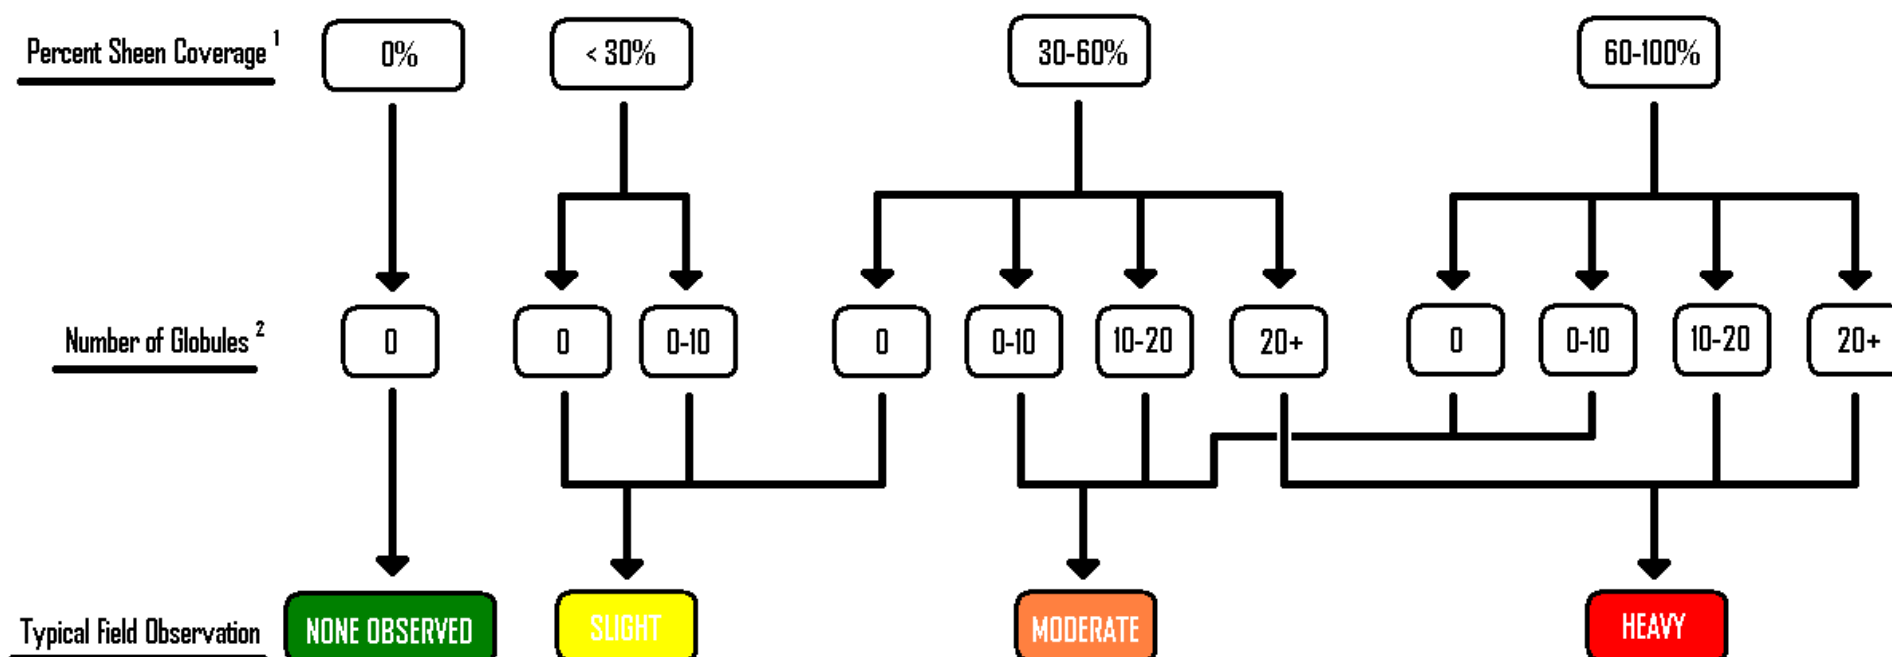 Percent Sheen Coverage 1 0% < 30% 30-60% 60-100%
Number of Globules 2 0 0 0-10 0 0-10 10-20 20+ 0 0-10 10-20 20+
Typical Field Observation NONE OBSERVED SLIGHT MODERATE HEAVY